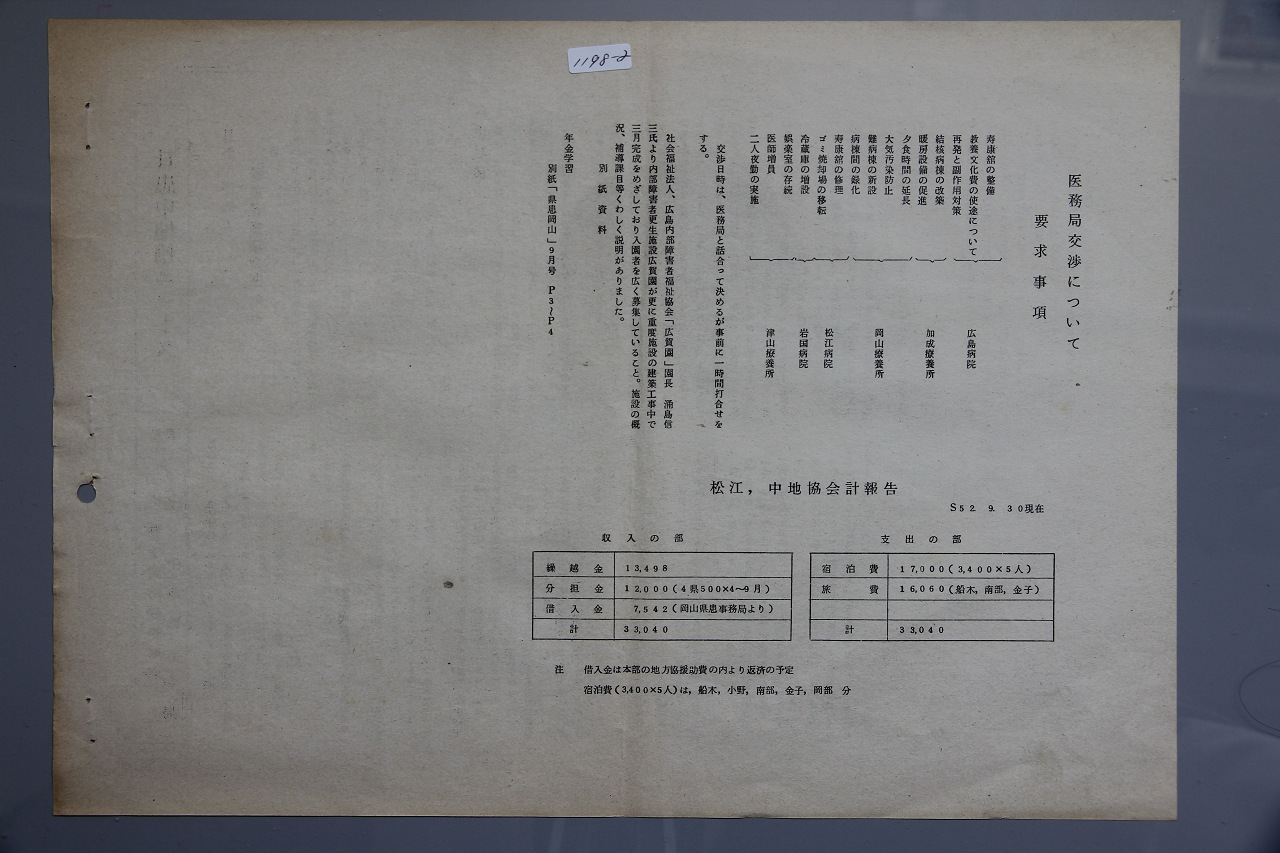 1198-2
医務局交渉について
要求事項
寿康舘の整備
教養文化費の使途について
再発と副作用対策
広島病院
結核病棟の改築
暖房設備の促進
加成療養所
夕食時間の延長
大気汚染防止
難病棟の新設
病棟間の緑化
岡山療養所
寿康舘の修理
ゴミ焼却場の移転
松江病院
冷蔵庫の増設
娯楽室の存続
岩国病院
医師増員
二人夜勤の実施
津山療養所
交渉日時は、医務局と話合って決めるが事前に一時間打合せを
する。
社会福祉法人、広島内部障害者福祉協会「広賀園」園長 涌島信
三氏より内部障害者更生施設広賀園が更に重度施設の建築工事中で
三月完成をめざしており入園者を広く募集していること。施設の概
況、補導課目等くわしく説明がありました。
別紙資料
年金学習
別紙「県患岡山」9月号 P3~P4
松江,中地協会計報告
S52. 9. 30現在
収入の部
繰越金 13,498
分担金 12,000(4県500×4~9月)
借入金 7,542(岡山県患事務局より)
計 33,040
支出の部
宿泊費 17,000(3,400×5人)
旅費 16,060(船木,南部,金子)
計 33,040
注 借入金は本部の地方協援助費の内より返済の予定
宿泊費(3,400×5人)は,船木,小野,南部,金子,岡部 分